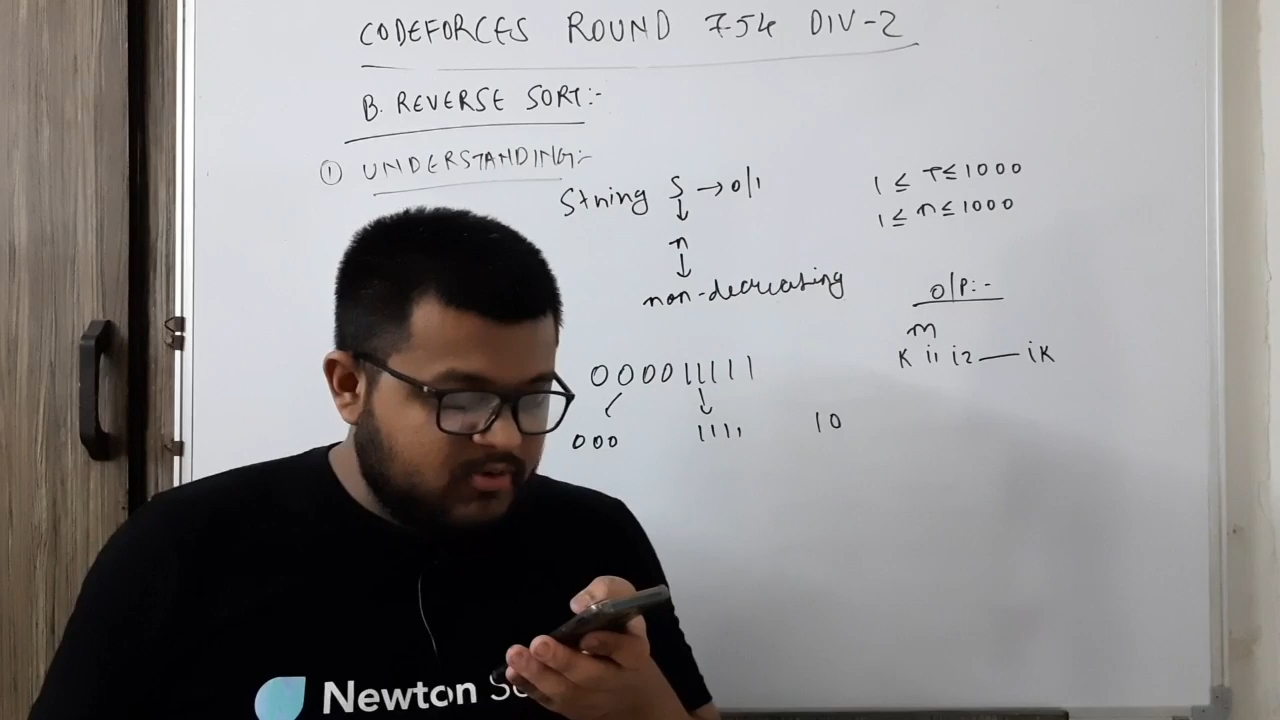 CODEFORCES ROUND 754 DIV-2
B. REVERSE SORT:-
① UNDERSTANDING:-
String S → 0/1
↓
n
↓
non-decreasing
1 ≤ T ≤ 1000
1 ≤ n ≤ 1000
O/P:-
m
K i1 i2 — iK
000011111
000 1111 10
Newton